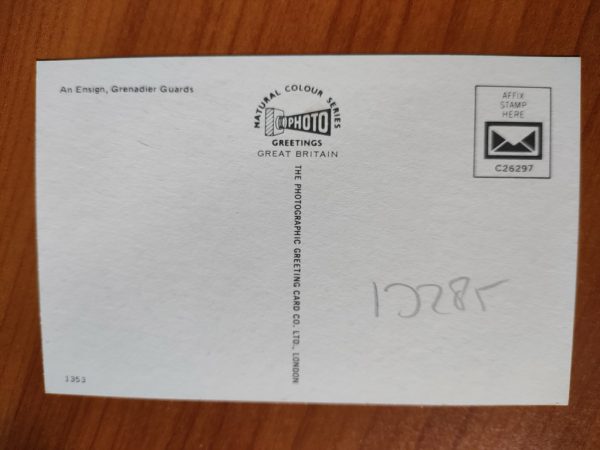 An Ensign, Grenadier Guards
NATURAL COLOUR SERIES
PHOTO
GREETINGS
GREAT BRITAIN
AFFIX
STAMP
HERE
C26297
THE PHOTOGRAPHIC GREETING CARD CO. LTD., LONDON
1353